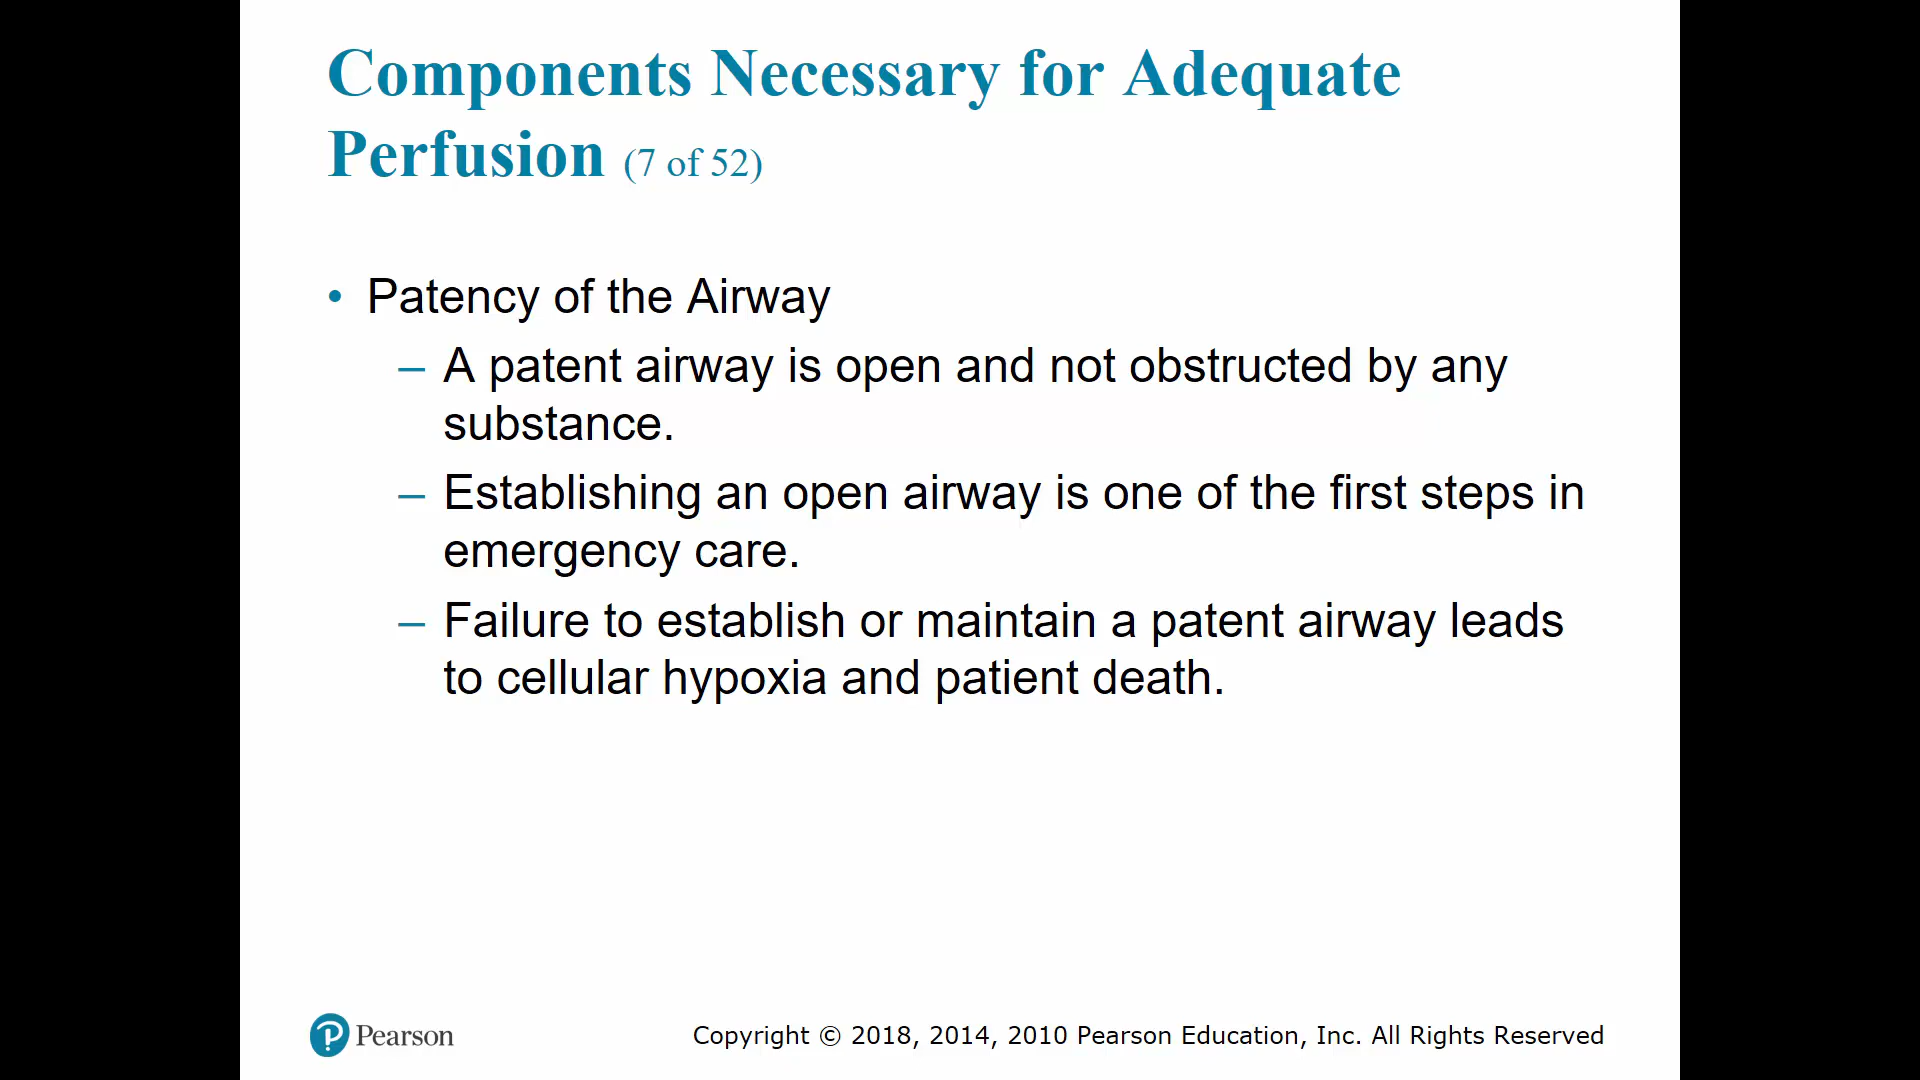 Components Necessary for Adequate
Perfusion (7 of 52)
• Patency of the Airway
– A patent airway is open and not obstructed by any
substance.
– Establishing an open airway is one of the first steps in
emergency care.
– Failure to establish or maintain a patent airway leads
to cellular hypoxia and patient death.
Pearson
Copyright © 2018, 2014, 2010 Pearson Education, Inc. All Rights Reserved